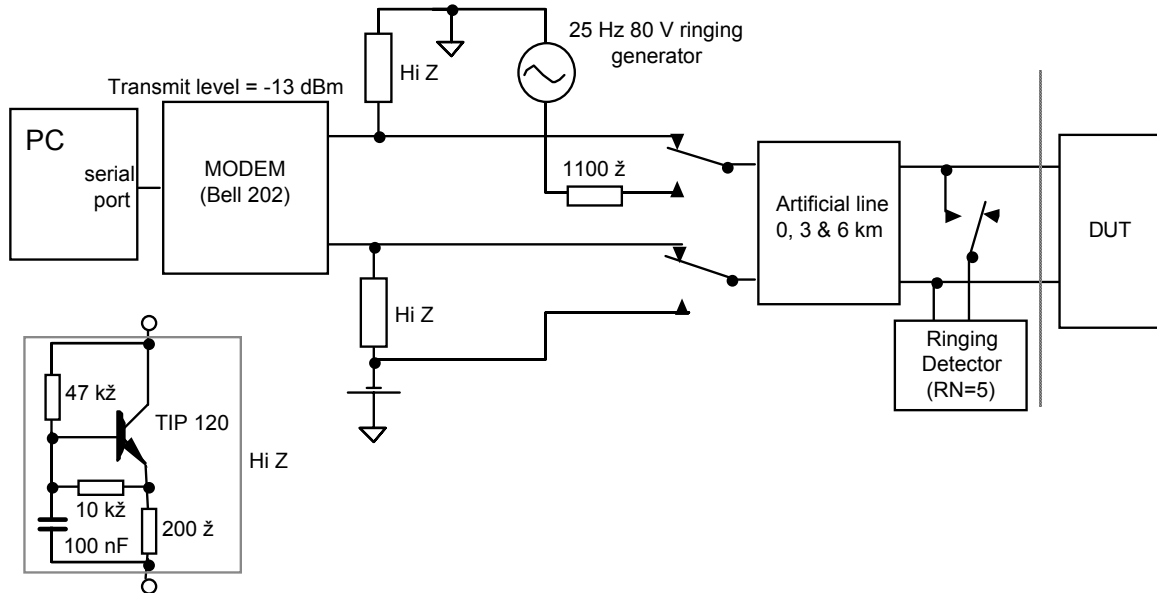 25 Hz 80 V ringing
generator
Hi Z
Transmit level = -13 dBm
PC
serial
port
MODEM
(Bell 202)
1100 ž
Artificial line
0, 3 & 6 km
DUT
Hi Z
Ringing
Detector
(RN=5)
47 kž
TIP 120
Hi Z
10 kž
200 ž
100 nF